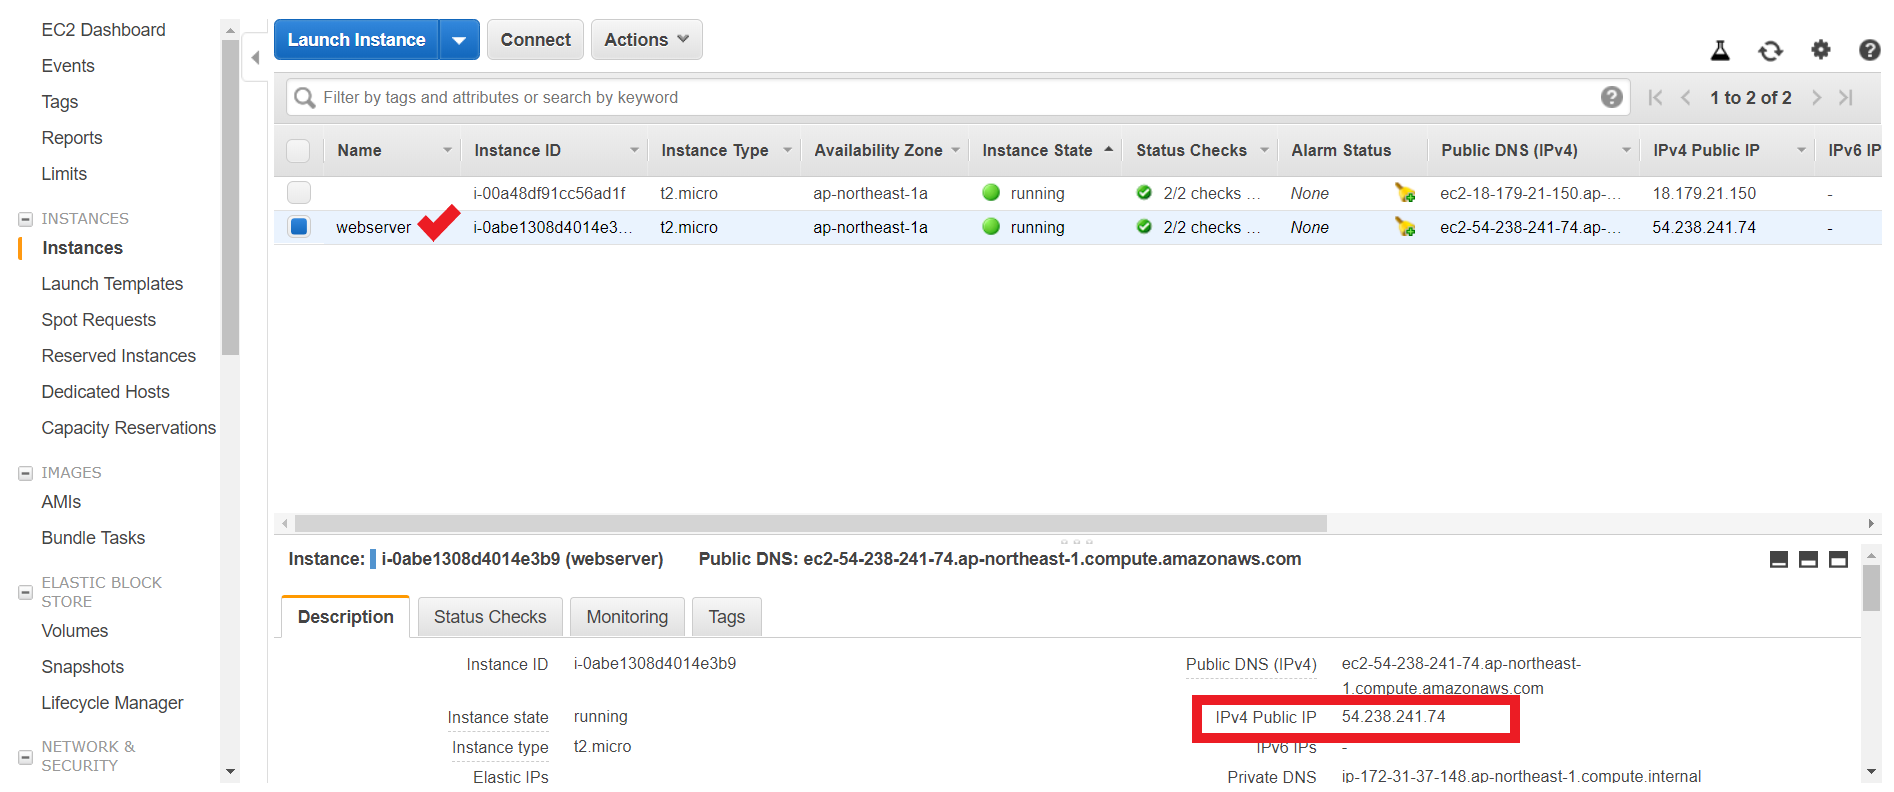 EC2 Dashboard
Events
Tags
Reports
Limits
INSTANCES
Instances
Launch Templates
Spot Requests
Reserved Instances
Dedicated Hosts
Capacity Reservations
IMAGES
AMIs
Bundle Tasks
ELASTIC BLOCK
STORE
Volumes
Snapshots
Lifecycle Manager
NETWORK &
SECURITY
Launch Instance Connect Actions
Filter by tags and attributes or search by keyword 1 to 2 of 2
Name Instance ID Instance Type Availability Zone Instance State Status Checks Alarm Status Public DNS (IPv4) IPv4 Public IP IPv6 IP
i-00a48df91cc56ad1f t2.micro ap-northeast-1a running 2/2 checks ... None ec2-18-179-21-150.ap-... 18.179.21.150 -
webserver i-0abe1308d4014e3... t2.micro ap-northeast-1a running 2/2 checks ... None ec2-54-238-241-74.ap-... 54.238.241.74 -
Instance: i-0abe1308d4014e3b9 (webserver) Public DNS: ec2-54-238-241-74.ap-northeast-1.compute.amazonaws.com
Description Status Checks Monitoring Tags
Instance ID i-0abe1308d4014e3b9
Instance state running
Instance type t2.micro
Elastic IPs
Public DNS (IPv4) ec2-54-238-241-74.ap-northeast-
1.compute.amazonaws.com
IPv4 Public IP 54.238.241.74
IPv6 IPs -
Private DNS ip-172-31-37-148.ap-northeast-1.compute.internal